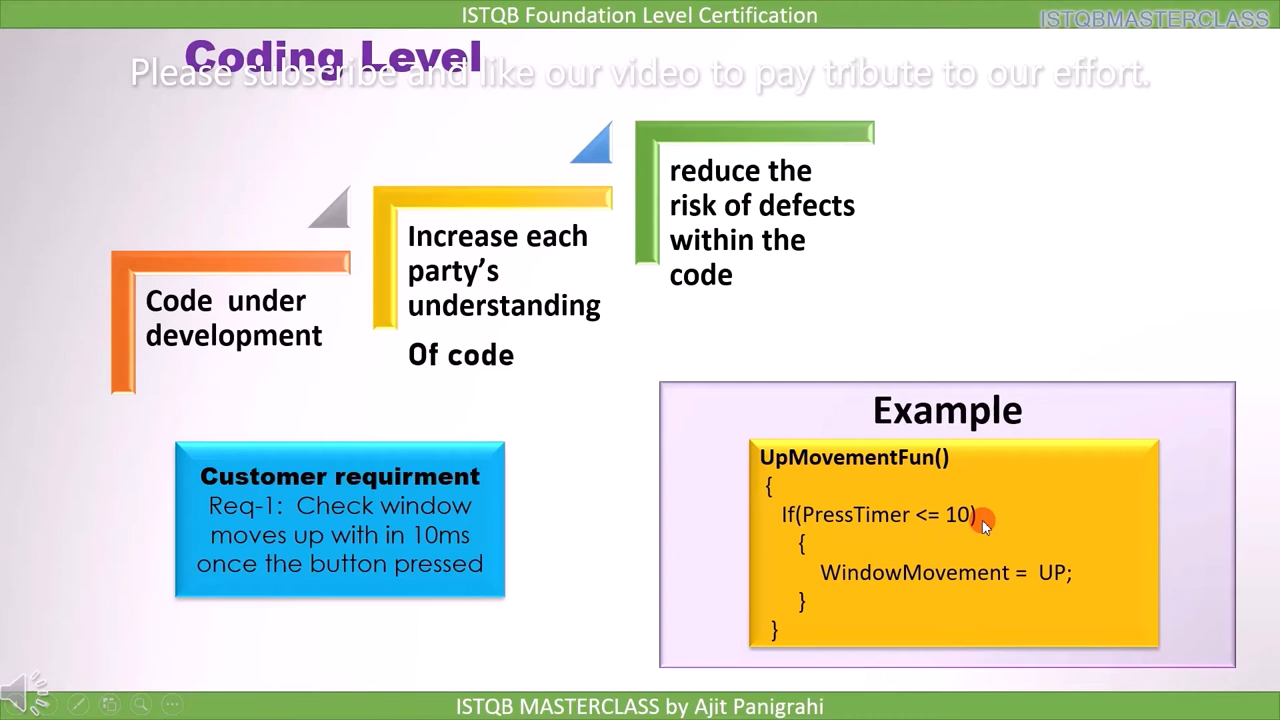 ISTQB Foundation Level Certification
ISTQBMASTERCLASS
Coding Level
Please subscribe and like our video to pay tribute to our effort.
Code under
development
Increase each
party’s
understanding
Of code
reduce the
risk of defects
within the
code
Customer requirment
Req-1: Check window
moves up with in 10ms
once the button pressed
Example
UpMovementFun()
{
If(PressTimer <= 10)
{
WindowMovement = UP;
}
}
ISTQB MASTERCLASS by Ajit Panigrahi